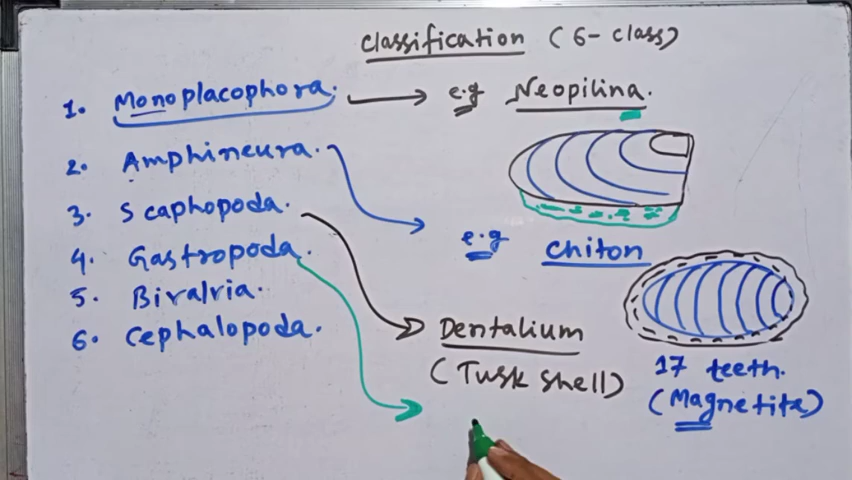 Classification (6-class)
1. Monoplacophora. → e.g Neopilina.
2. Amphineura.
3. Scaphopoda.
4. Gastropoda.
5. Bivalvia.
6. Cephalopoda.
e.g Chiton
Dentalium
(Tusk Shell)
17 teeth.
(Magnetite)